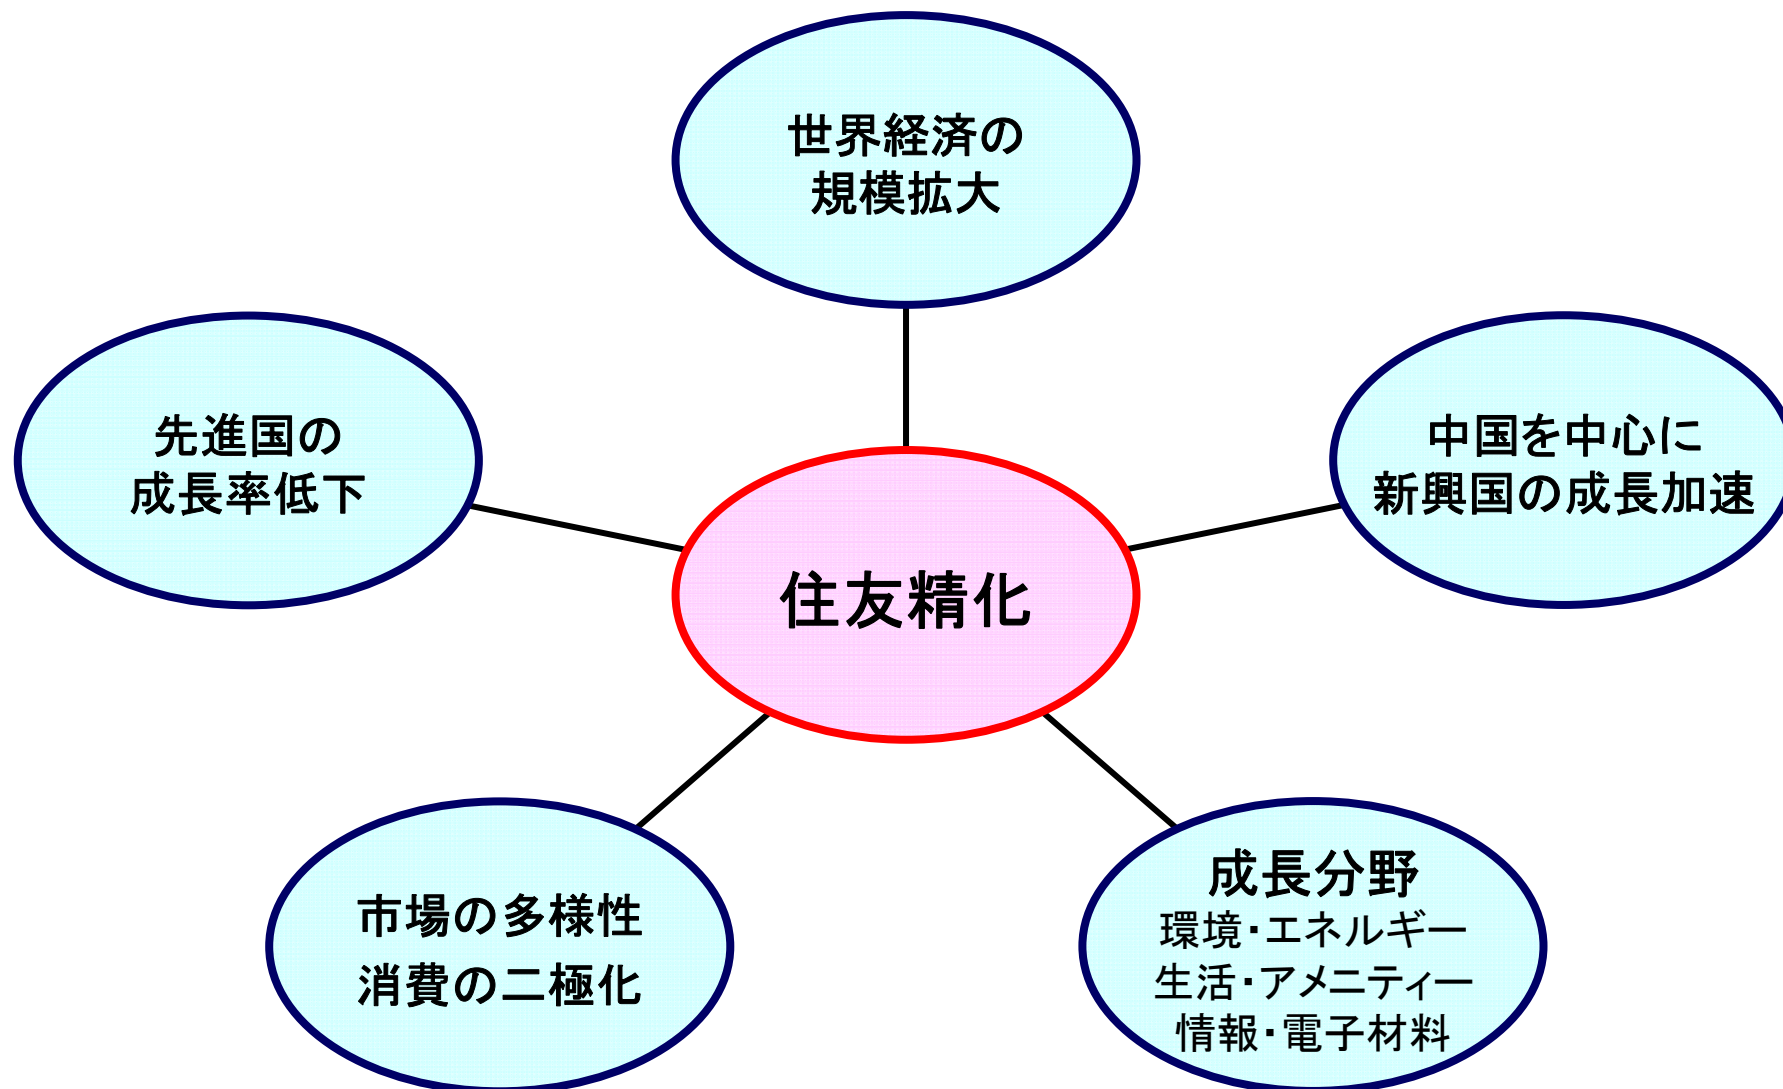 世界経済の
規模拡大
先進国の
成長率低下
中国を中心に
新興国の成長加速
住友精化
市場の多様性
消費の二極化
成長分野
環境・エネルギー
生活・アメニティー
情報・電子材料